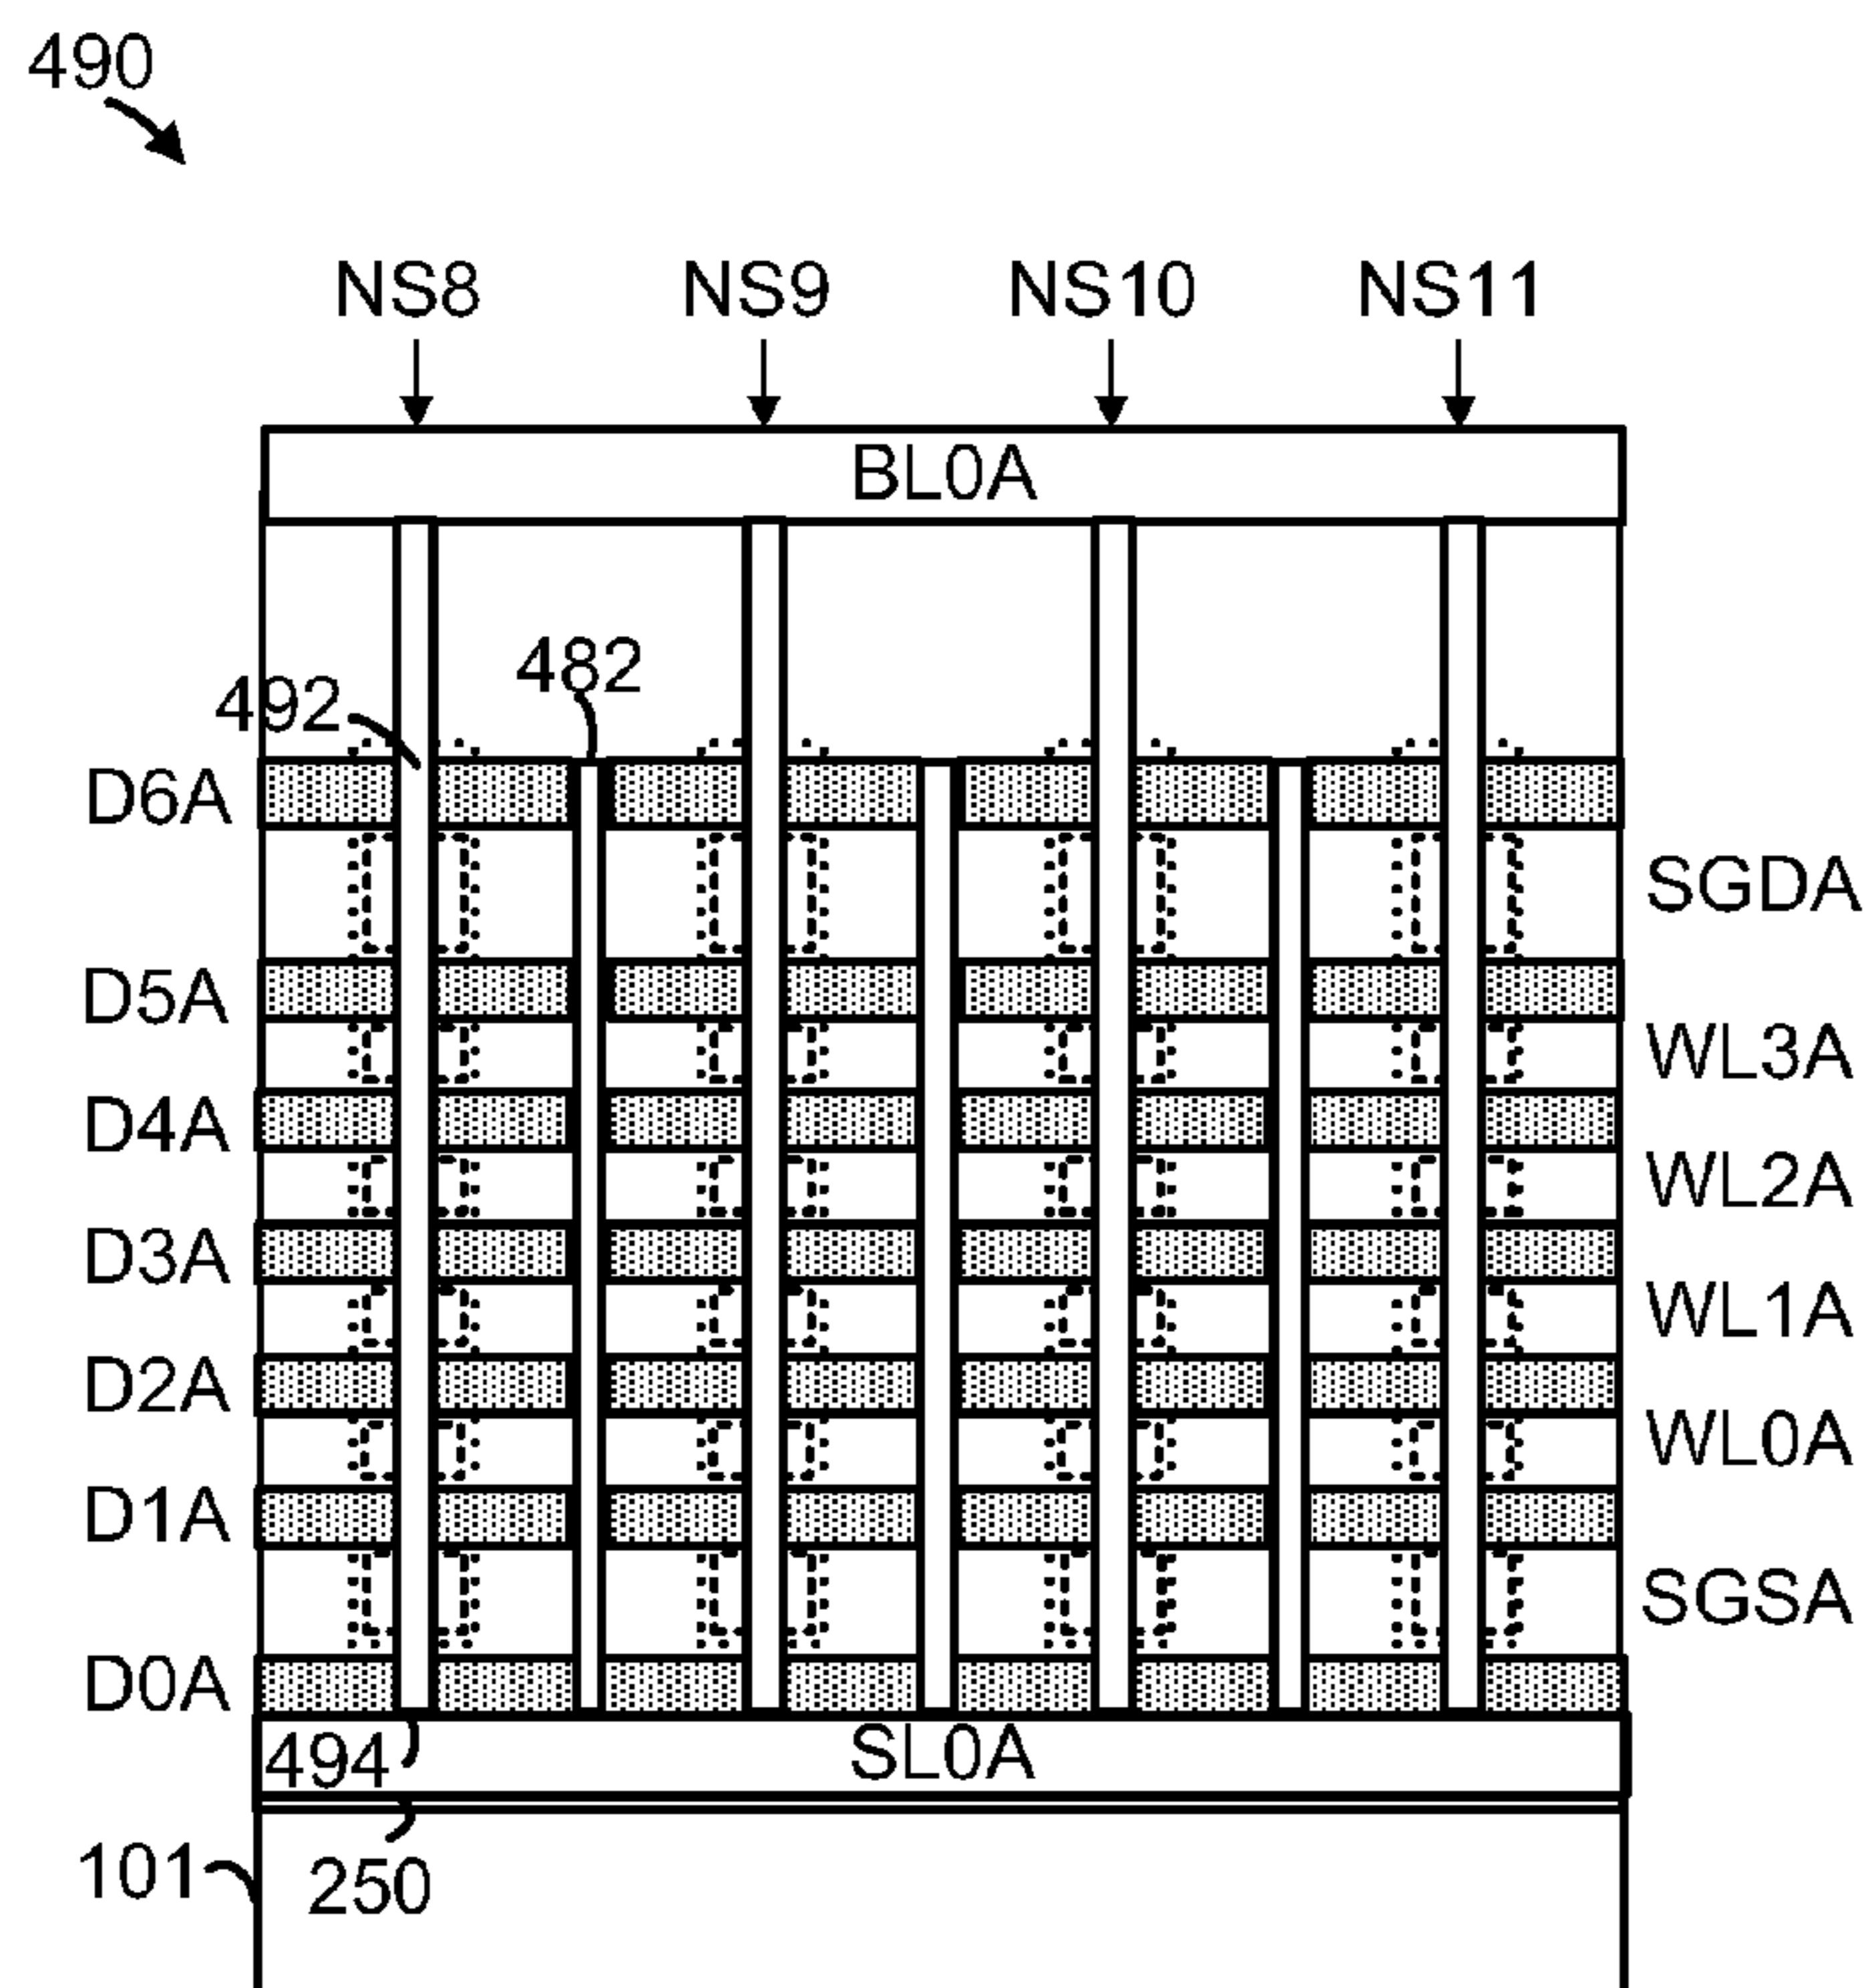 490
NS8 NS9 NS10 NS11
BL0A
482
492
D6A
SGDA
D5A
WL3A
D4A
WL2A
D3A
WL1A
D2A
WL0A
D1A
SGSA
D0A
494 SL0A
101 250